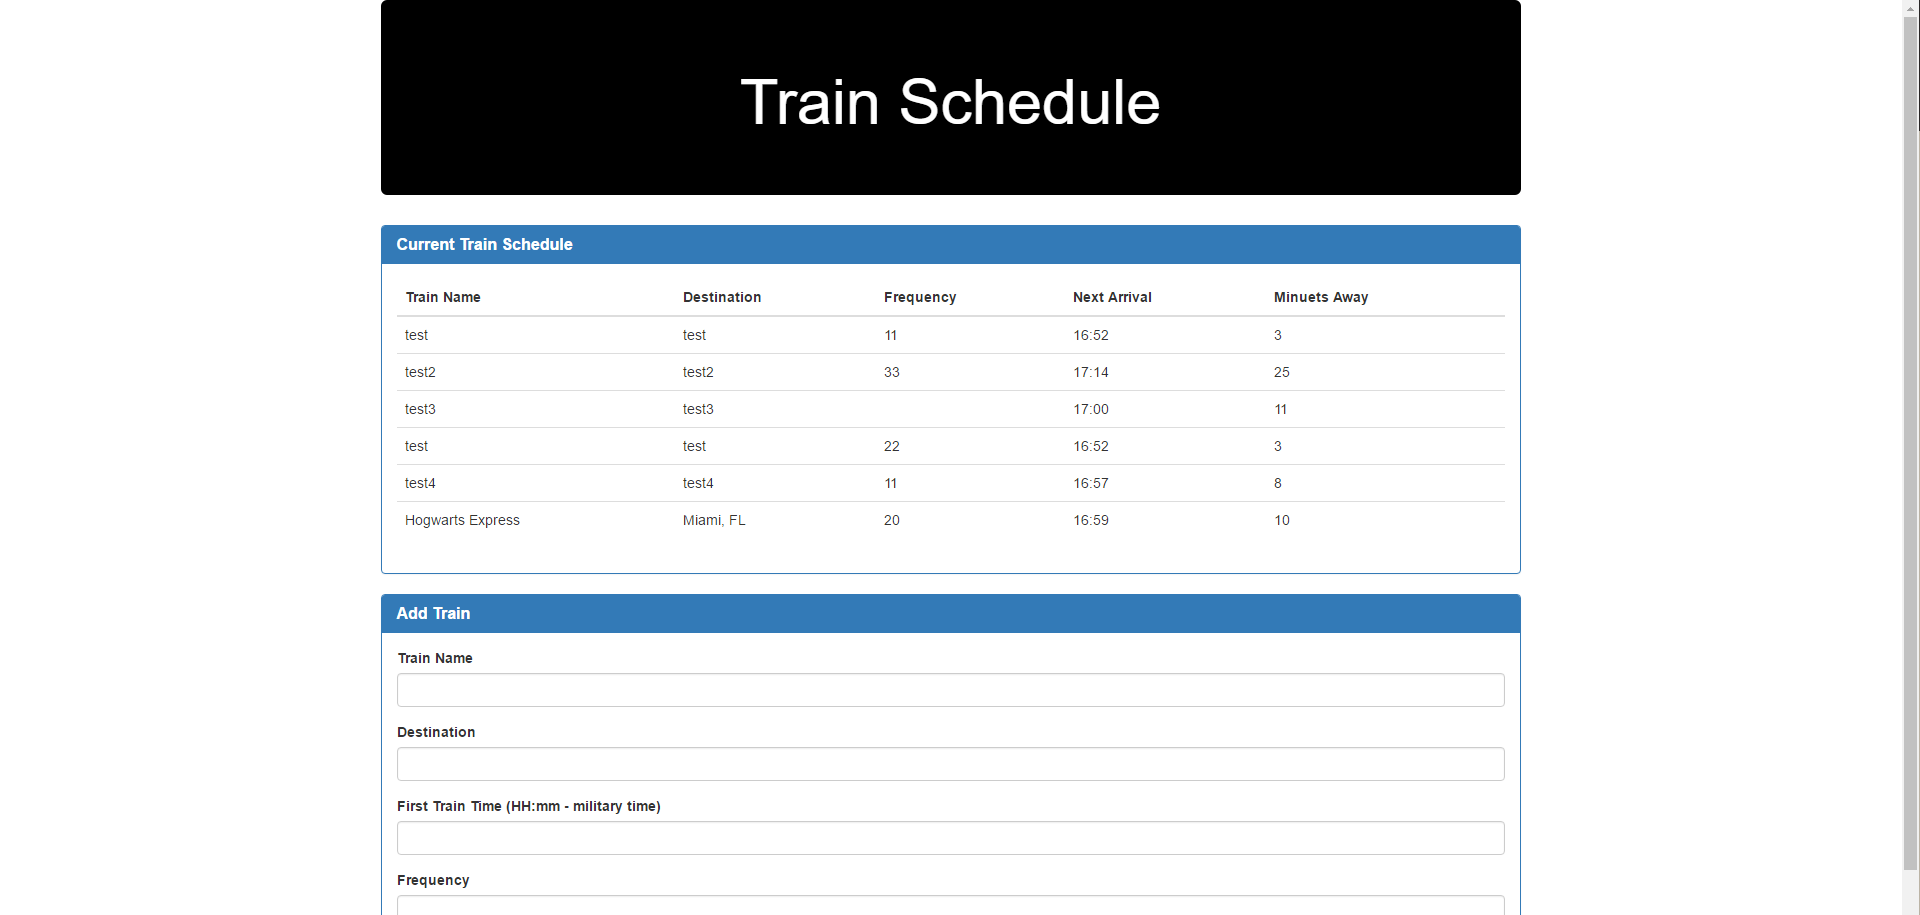 Train Schedule
Current Train Schedule
Train Name Destination Frequency Next Arrival Minuets Away
test test 11 16:52 3
test2 test2 33 17:14 25
test3 test3 17:00 11
test test 22 16:52 3
test4 test4 11 16:57 8
Hogwarts Express Miami, FL 20 16:59 10
Add Train
Train Name
Destination
First Train Time (HH:mm - military time)
Frequency